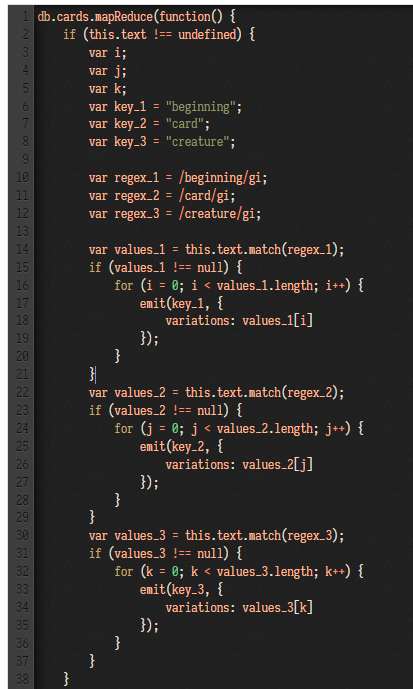 1 db.cards.mapReduce(function() {
2     if (this.text !== undefined) {
3         var i;
4         var j;
5         var k;
6         var key_1 = "beginning";
7         var key_2 = "card";
8         var key_3 = "creature";
9
10         var regex_1 = /beginning/gi;
11         var regex_2 = /card/gi;
12         var regex_3 = /creature/gi;
13
14         var values_1 = this.text.match(regex_1);
15         if (values_1 !== null) {
16             for (i = 0; i < values_1.length; i++) {
17                 emit(key_1, {
18                     variations: values_1[i]
19                 });
20             }
21         }
22         var values_2 = this.text.match(regex_2);
23         if (values_2 !== null) {
24             for (j = 0; j < values_2.length; j++) {
25                 emit(key_2, {
26                     variations: values_2[j]
27                 });
28             }
29         }
30         var values_3 = this.text.match(regex_3);
31         if (values_3 !== null) {
32             for (k = 0; k < values_3.length; k++) {
33                 emit(key_3, {
34                     variations: values_3[k]
35                 });
36             }
37         }
38     }